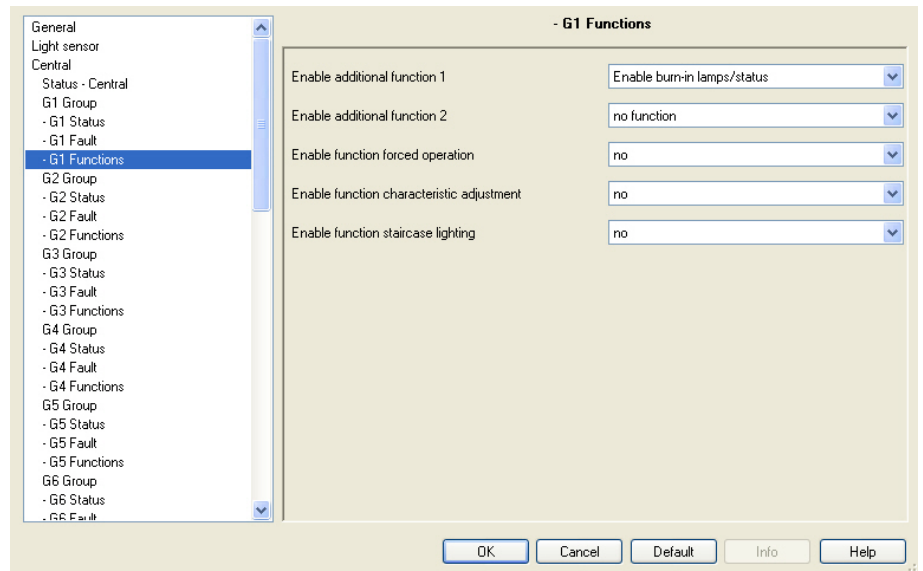 General
Light sensor
Central
Status - Central
G1 Group
- G1 Status
- G1 Fault
- G1 Functions
G2 Group
- G2 Status
- G2 Fault
- G2 Functions
G3 Group
- G3 Status
- G3 Fault
- G3 Functions
G4 Group
- G4 Status
- G4 Fault
- G4 Functions
G5 Group
- G5 Status
- G5 Fault
- G5 Functions
G6 Group
- G6 Status
- G6 Fault
- G1 Functions
Enable additional function 1 Enable burn-in lamps/status
Enable additional function 2 no function
Enable function forced operation no
Enable function characteristic adjustment no
Enable function staircase lighting no
OK Cancel Default Info Help